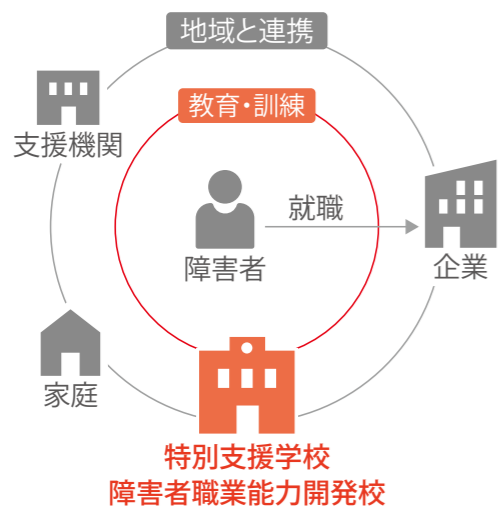 地域と連携
教育・訓練
支援機関
就職
障害者
企業
家庭
特別支援学校
障害者職業能力開発校